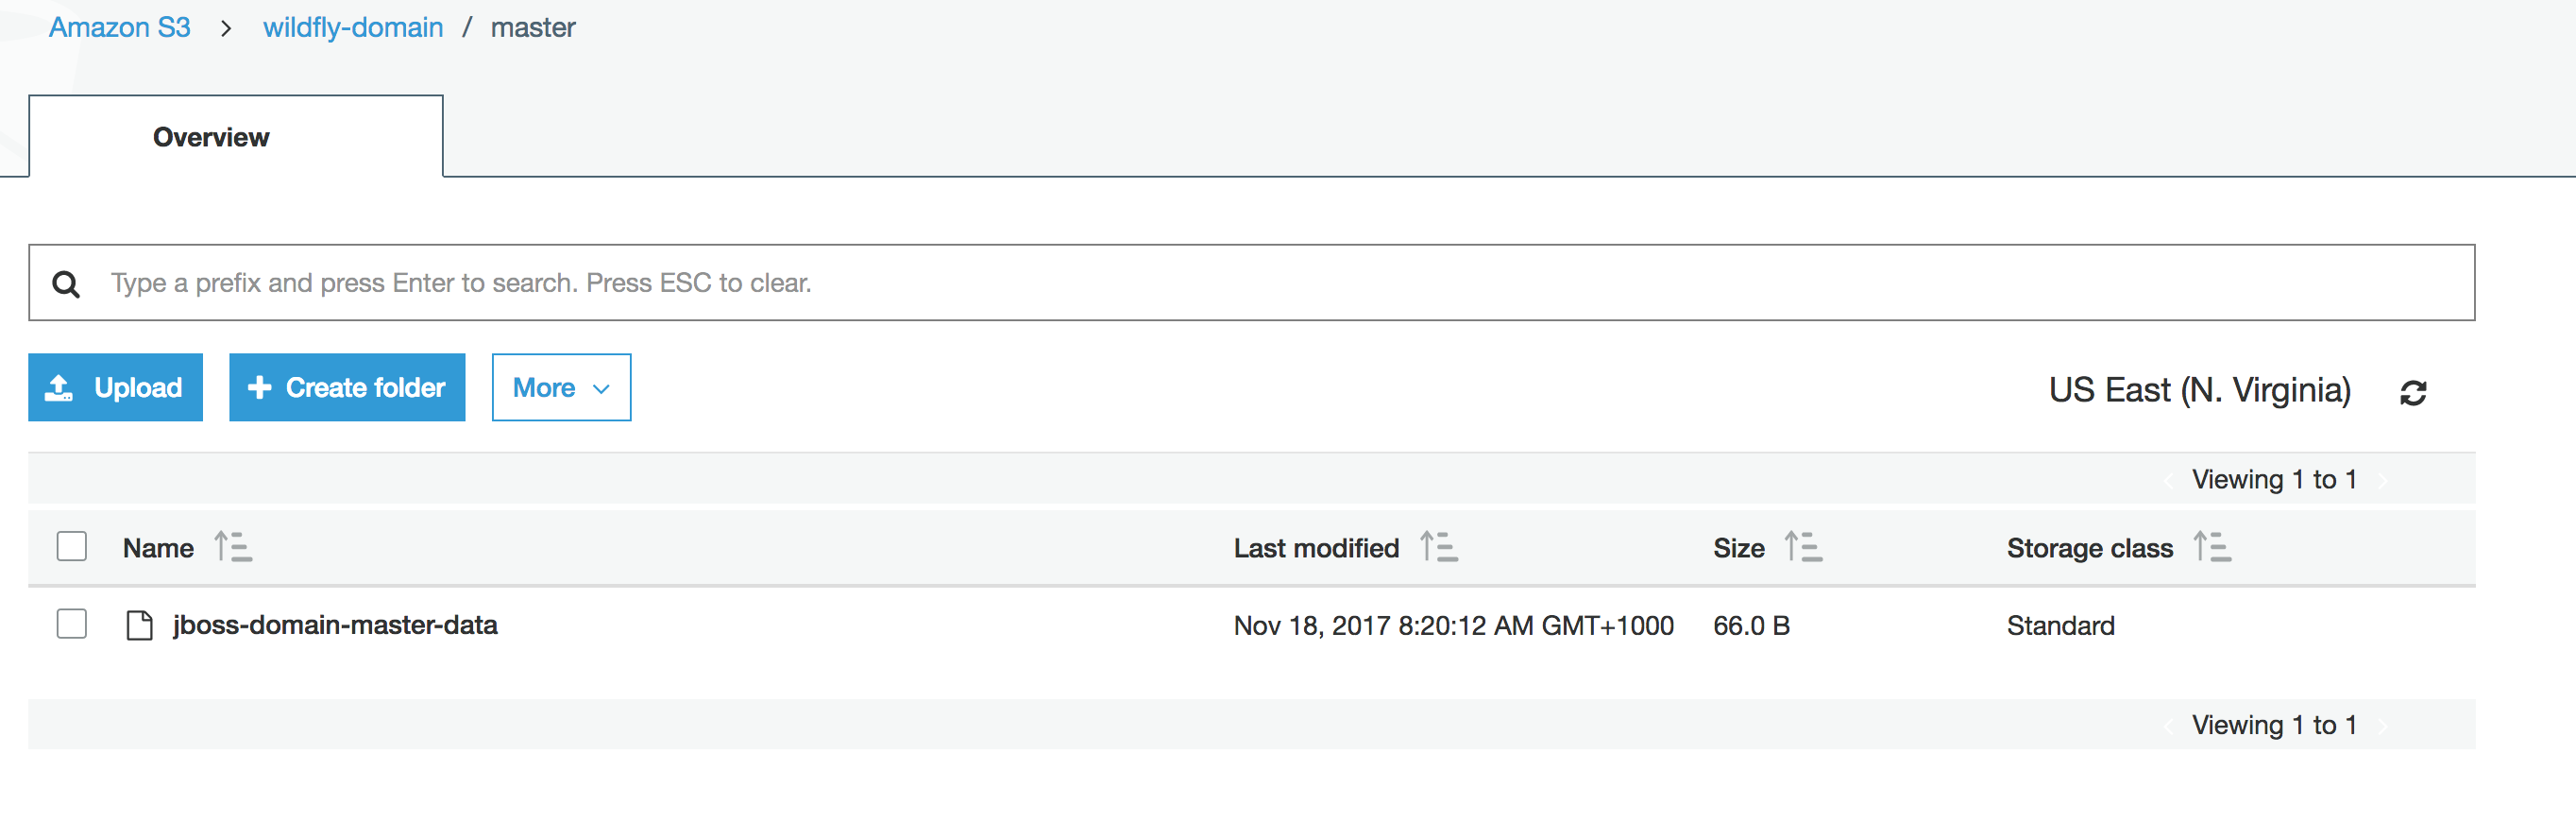 Amazon S3 > wildfly-domain / master
Overview
Type a prefix and press Enter to search. Press ESC to clear.
Upload Create folder More US East (N. Virginia)
Viewing 1 to 1
Name Last modified Size Storage class
jboss-domain-master-data Nov 18, 2017 8:20:12 AM GMT+1000 66.0 B Standard
Viewing 1 to 1